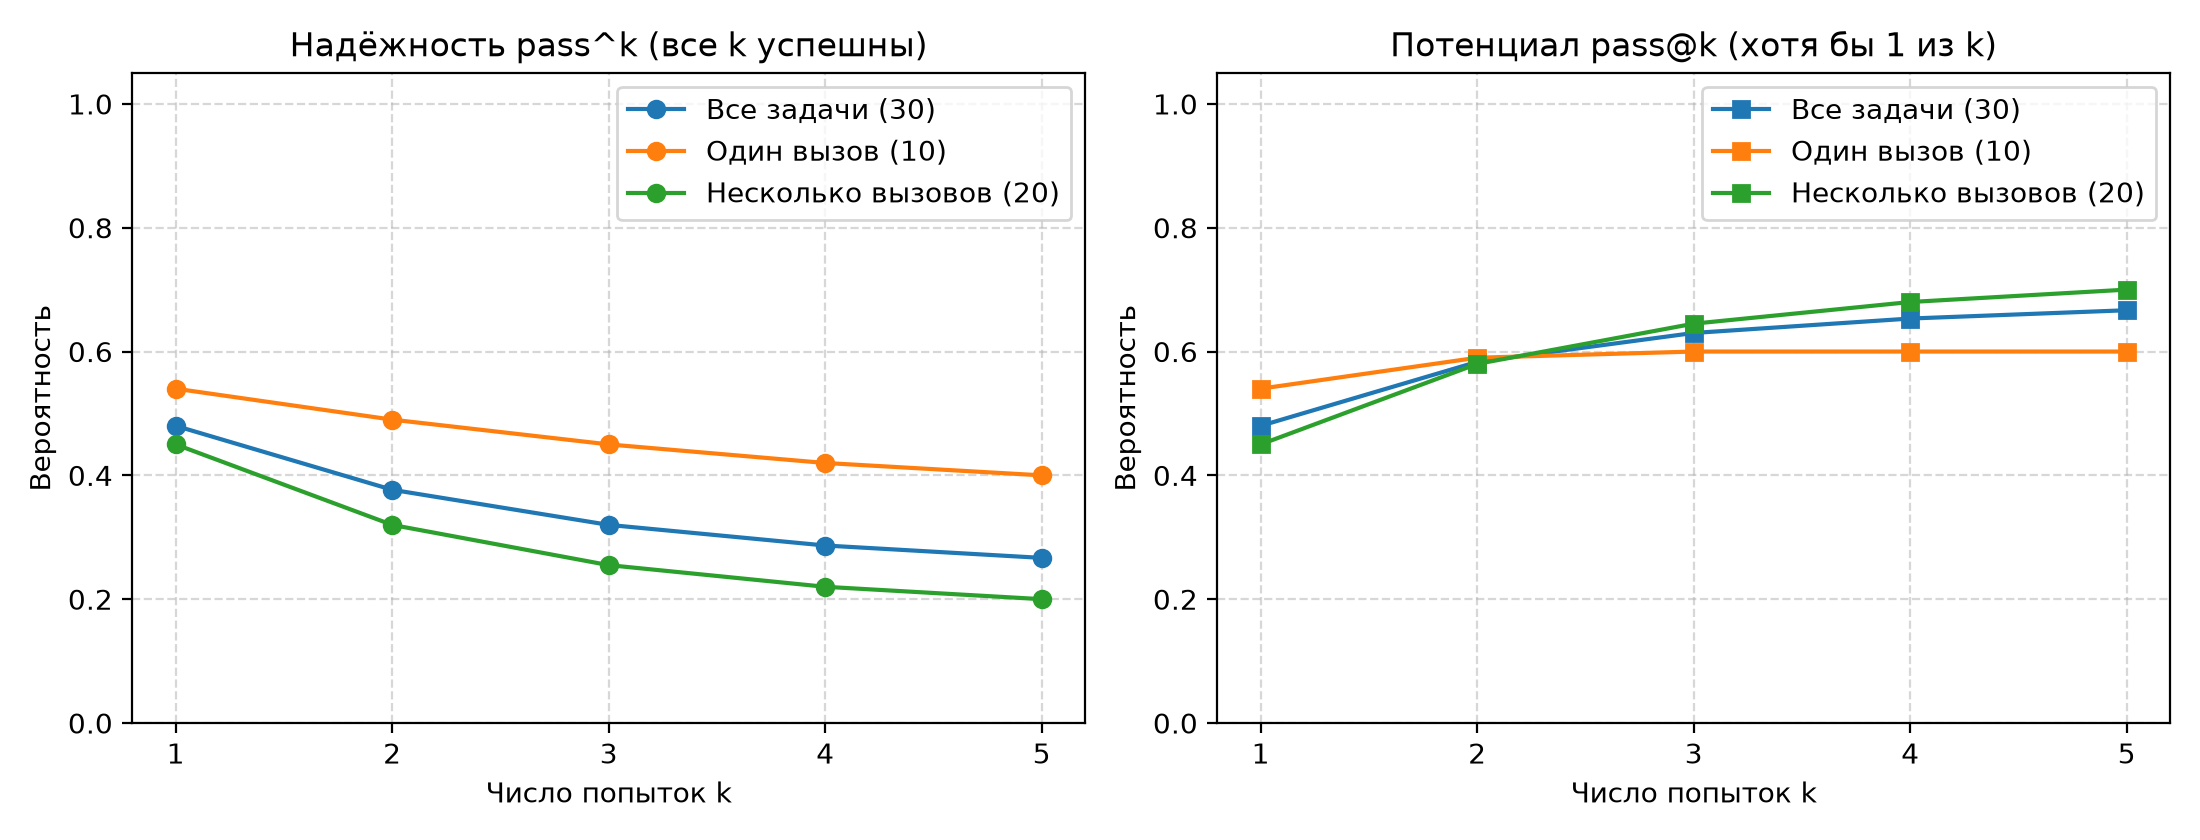 Надёжность pass^k (все k успешны)
Все задачи (30)
Один вызов (10)
Несколько вызовов (20)
Вероятность
1.0
0.8
0.6
0.4
0.2
0.0
1 2 3 4 5
Число попыток k
Потенциал pass@k (хотя бы 1 из k)
Все задачи (30)
Один вызов (10)
Несколько вызовов (20)
Вероятность
1.0
0.8
0.6
0.4
0.2
0.0
1 2 3 4 5
Число попыток k